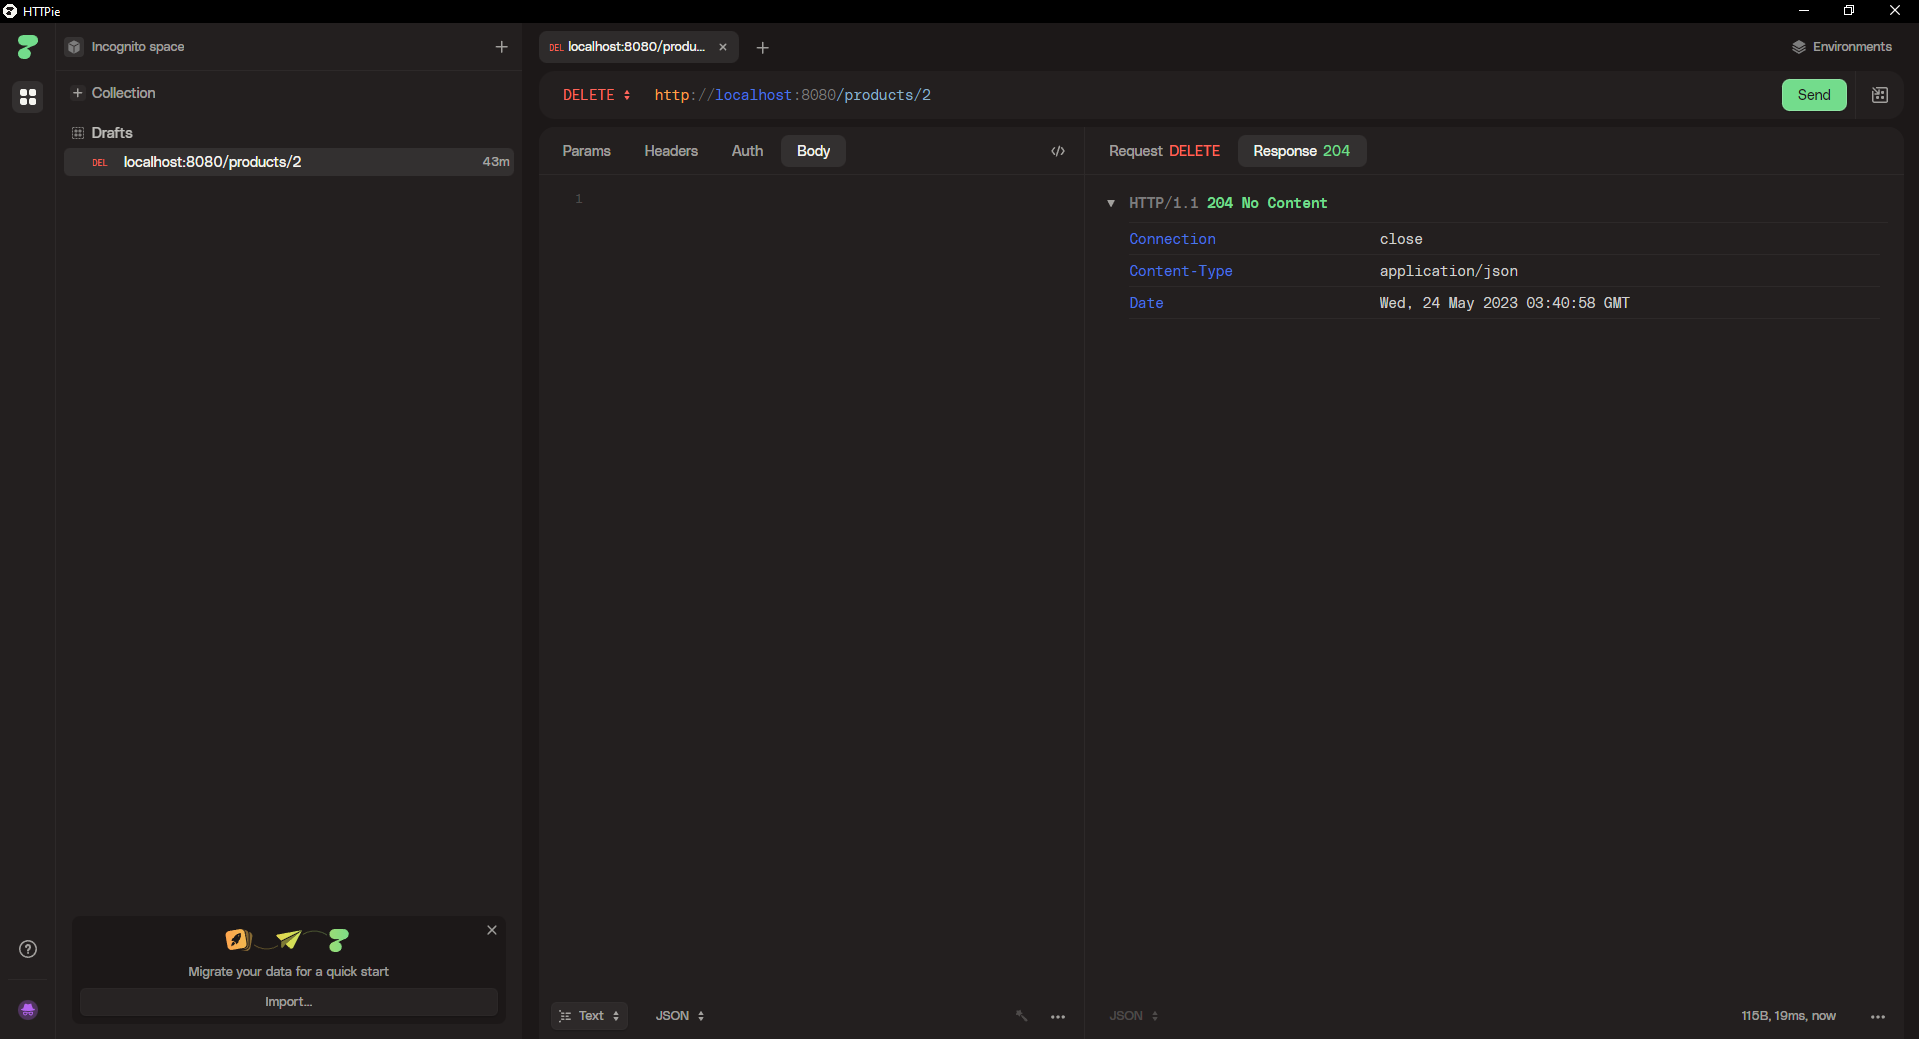 HTTPie
Incognito space
Collection
Drafts
DEL localhost:8080/products/2 43m
Migrate your data for a quick start
Import...
DEL localhost:8080/produ...
Environments
DELETE http://localhost:8080/products/2
Send
Params Headers Auth Body
1
Text JSON
Request DELETE Response 204
HTTP/1.1 204 No Content
Connection close
Content-Type application/json
Date Wed, 24 May 2023 03:40:58 GMT
JSON 115B, 19ms, now